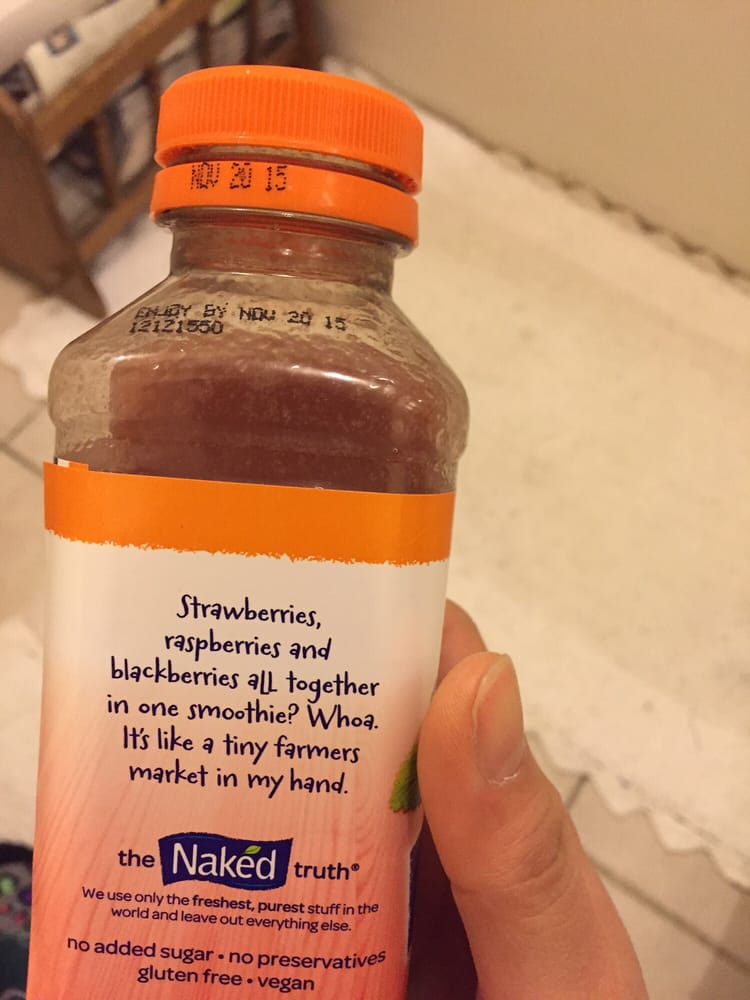 NOV 20 15
ENJOY BY NOV 20 15
12121550
Strawberries,
raspberries and
blackberries all together
in one smoothie? Whoa.
It's like a tiny farmers
market in my hand.
the Naked truth®
We use only the freshest, purest stuff in the
world and leave out everything else.
no added sugar • no preservatives
gluten free • vegan